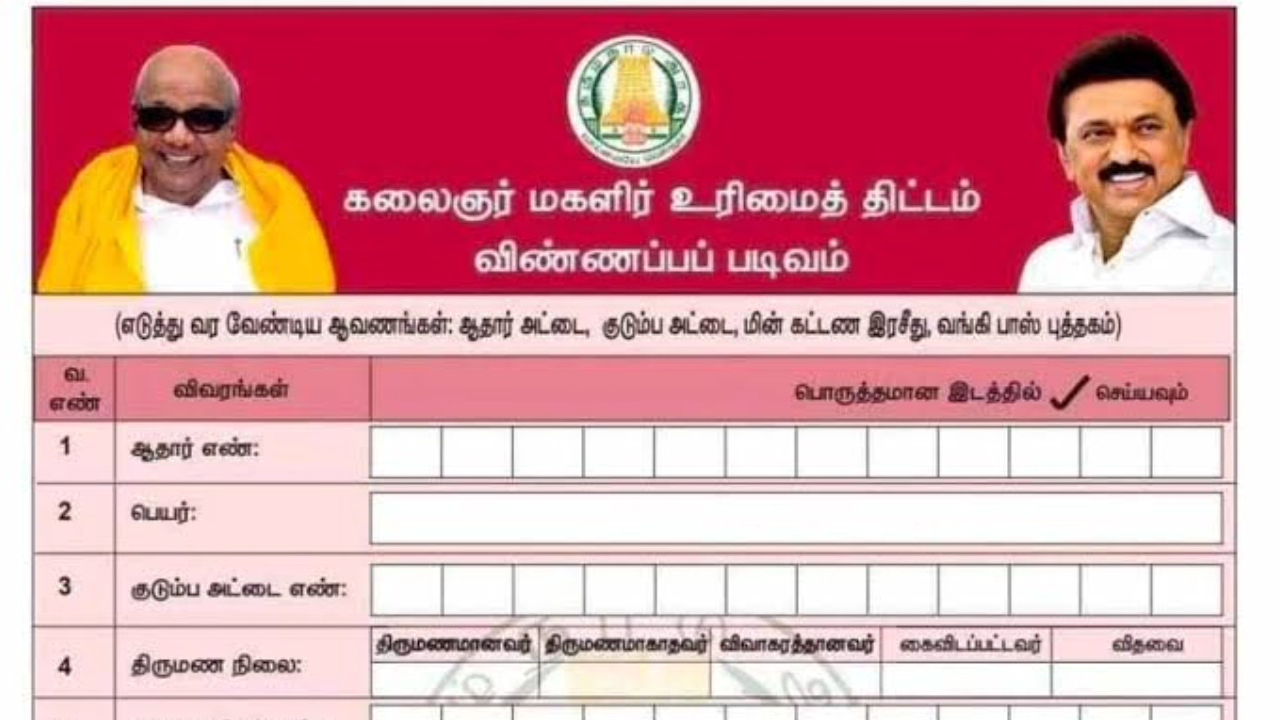 தமிழ்நாடு அரசு
வாய்மையே வெல்லும்
கலைஞர் மகளிர் உரிமைத் திட்டம்
விண்ணப்பப் படிவம்
(எடுத்து வர வேண்டிய ஆவணங்கள்: ஆதார் அட்டை, குடும்ப அட்டை, மின் கட்டண இரசீது, வங்கி பாஸ் புத்தகம்)
வ. எண் விவரங்கள் பொருத்தமான இடத்தில் ✓ செய்யவும்
1 ஆதார் எண்:
2 பெயர்:
3 குடும்ப அட்டை எண்:
4 திருமண நிலை: திருமணமானவர் திருமணமாகாதவர் விவாகரத்தானவர் கைவிடப்பட்டவர் விதவை